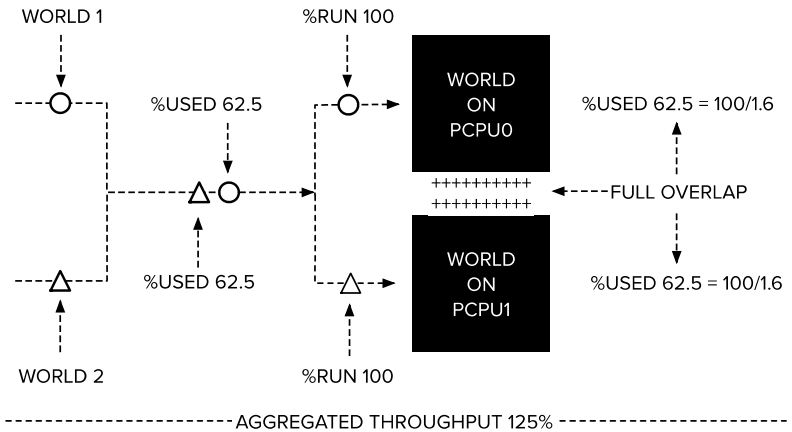 WORLD 1
%RUN 100
%USED 62.5
WORLD
ON
PCPU0
%USED 62.5 = 100/1.6
++++++++++
++++++++++
FULL OVERLAP
%USED 62.5
WORLD
ON
PCPU1
%USED 62.5 = 100/1.6
WORLD 2
%RUN 100
AGGREGATED THROUGHPUT 125%